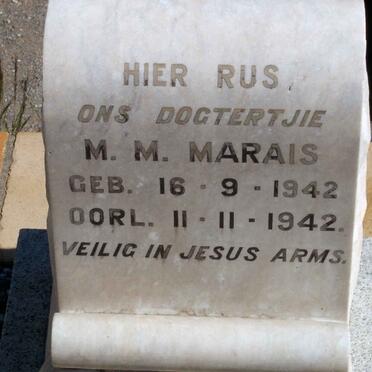 HIER RUS
ONS DOGTERTJIE
M. M. MARAIS
GEB. 16-9-1942
OORL. 11-11-1942.
VEILIG IN JESUS ARMS.